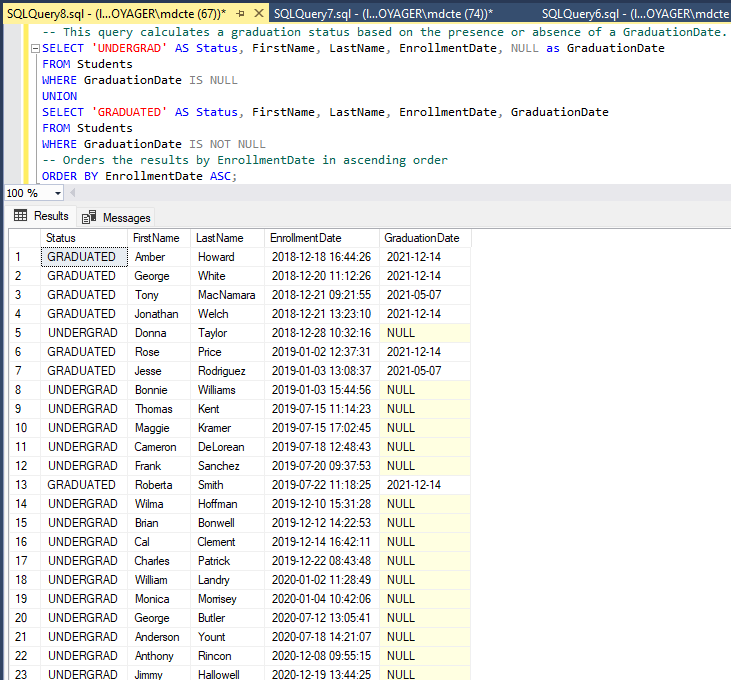 SQLQuery8.sql - (l...OYAGER\mdcte (67))* SQLQuery7.sql - (l...OYAGER\mdcte (74))* SQLQuery6.sql - (l...OYAGER\mdcte
-- This query calculates a graduation status based on the presence or absence of a GraduationDate.
SELECT 'UNDERGRAD' AS Status, FirstName, LastName, EnrollmentDate, NULL as GraduationDate
FROM Students
WHERE GraduationDate IS NULL
UNION
SELECT 'GRADUATED' AS Status, FirstName, LastName, EnrollmentDate, GraduationDate
FROM Students
WHERE GraduationDate IS NOT NULL
-- Orders the results by EnrollmentDate in ascending order
ORDER BY EnrollmentDate ASC;
100 %
Results Messages
Status FirstName LastName EnrollmentDate GraduationDate
1 GRADUATED Amber Howard 2018-12-18 16:44:26 2021-12-14
2 GRADUATED George White 2018-12-20 11:12:26 2021-12-14
3 GRADUATED Tony MacNamara 2018-12-21 09:21:55 2021-05-07
4 GRADUATED Jonathan Welch 2018-12-21 13:23:10 2021-12-14
5 UNDERGRAD Donna Taylor 2018-12-28 10:32:16 NULL
6 GRADUATED Rose Price 2019-01-02 12:37:31 2021-12-14
7 GRADUATED Jesse Rodriguez 2019-01-03 13:08:37 2021-05-07
8 UNDERGRAD Bonnie Williams 2019-01-03 15:44:56 NULL
9 UNDERGRAD Thomas Kent 2019-07-15 11:14:23 NULL
10 UNDERGRAD Maggie Kramer 2019-07-15 17:02:45 NULL
11 UNDERGRAD Cameron DeLorean 2019-07-18 12:48:43 NULL
12 UNDERGRAD Frank Sanchez 2019-07-20 09:37:53 NULL
13 GRADUATED Roberta Smith 2019-07-22 11:18:25 2021-12-14
14 UNDERGRAD Wilma Hoffman 2019-12-10 15:31:28 NULL
15 UNDERGRAD Brian Bonwell 2019-12-12 14:22:53 NULL
16 UNDERGRAD Cal Clement 2019-12-14 16:42:11 NULL
17 UNDERGRAD Charles Patrick 2019-12-22 08:43:48 NULL
18 UNDERGRAD William Landry 2020-01-02 11:28:49 NULL
19 UNDERGRAD Monica Morrisey 2020-01-04 10:42:06 NULL
20 UNDERGRAD George Butler 2020-07-12 13:05:41 NULL
21 UNDERGRAD Anderson Yount 2020-07-18 14:21:07 NULL
22 UNDERGRAD Anthony Rincon 2020-12-08 09:55:15 NULL
23 UNDERGRAD Jimmy Hallowell 2020-12-19 13:44:25 NULL